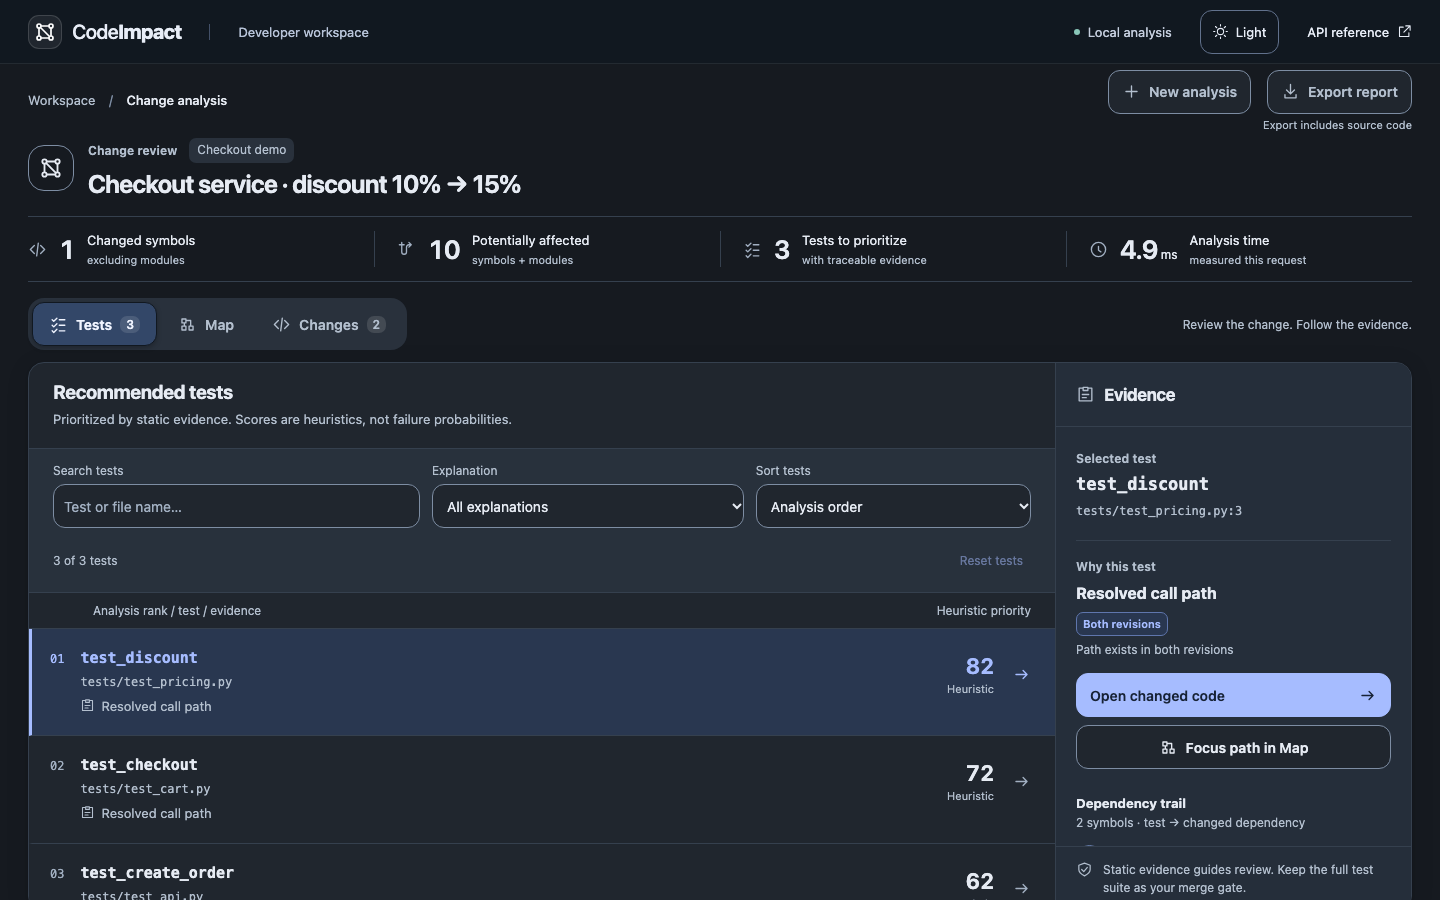 CodeImpact
Developer workspace
Local analysis
Light
API reference
Workspace / Change analysis
New analysis
Export report
Export includes source code
Change review
Checkout demo
Checkout service · discount 10% → 15%
1
Changed symbols
excluding modules
10
Potentially affected
symbols + modules
3
Tests to prioritize
with traceable evidence
4.9 ms
Analysis time
measured this request
Tests 3
Map
Changes 2
Review the change. Follow the evidence.
Recommended tests
Prioritized by static evidence. Scores are heuristics, not failure probabilities.
Search tests
Test or file name...
Explanation
All explanations
Sort tests
Analysis order
3 of 3 tests
Reset tests
Analysis rank / test / evidence
Heuristic priority
01
test_discount
tests/test_pricing.py
Resolved call path
82
Heuristic
02
test_checkout
tests/test_cart.py
Resolved call path
72
Heuristic
03
test_create_order
tests/test_api.py
62
Evidence
Selected test
test_discount
tests/test_pricing.py:3
Why this test
Resolved call path
Both revisions
Path exists in both revisions
Open changed code
Focus path in Map
Dependency trail
2 symbols · test → changed dependency
Static evidence guides review. Keep the full test
suite as your merge gate.